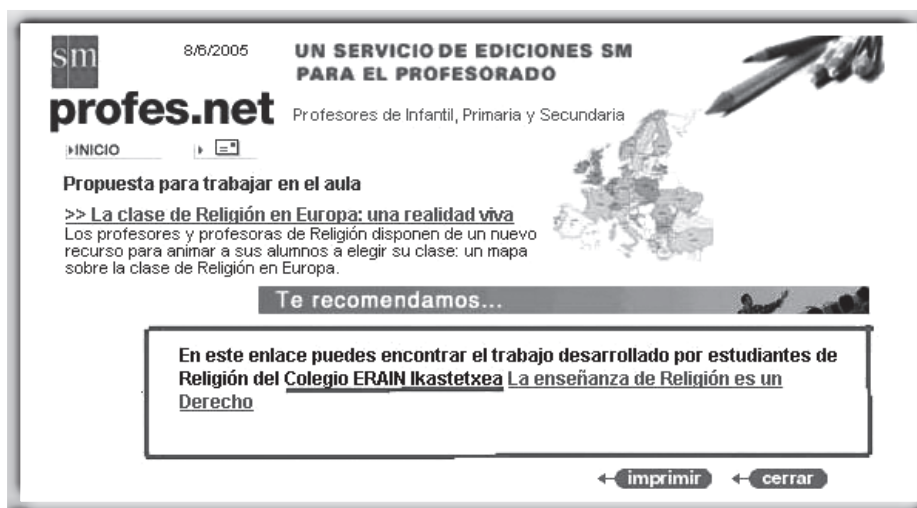 sm
8/6/2005
UN SERVICIO DE EDICIONES SM
PARA EL PROFESORADO
profes.net
Profesores de Infantil, Primaria y Secundaria
INICIO
Propuesta para trabajar en el aula
>> La clase de Religión en Europa: una realidad viva
Los profesores y profesoras de Religión disponen de un nuevo
recurso para animar a sus alumnos a elegir su clase: un mapa
sobre la clase de Religión en Europa.
Te recomendamos...
En este enlace puedes encontrar el trabajo desarrollado por estudiantes de
Religión del Colegio ERAIN Ikastetxea La enseñanza de Religión es un
Derecho
imprimir
cerrar